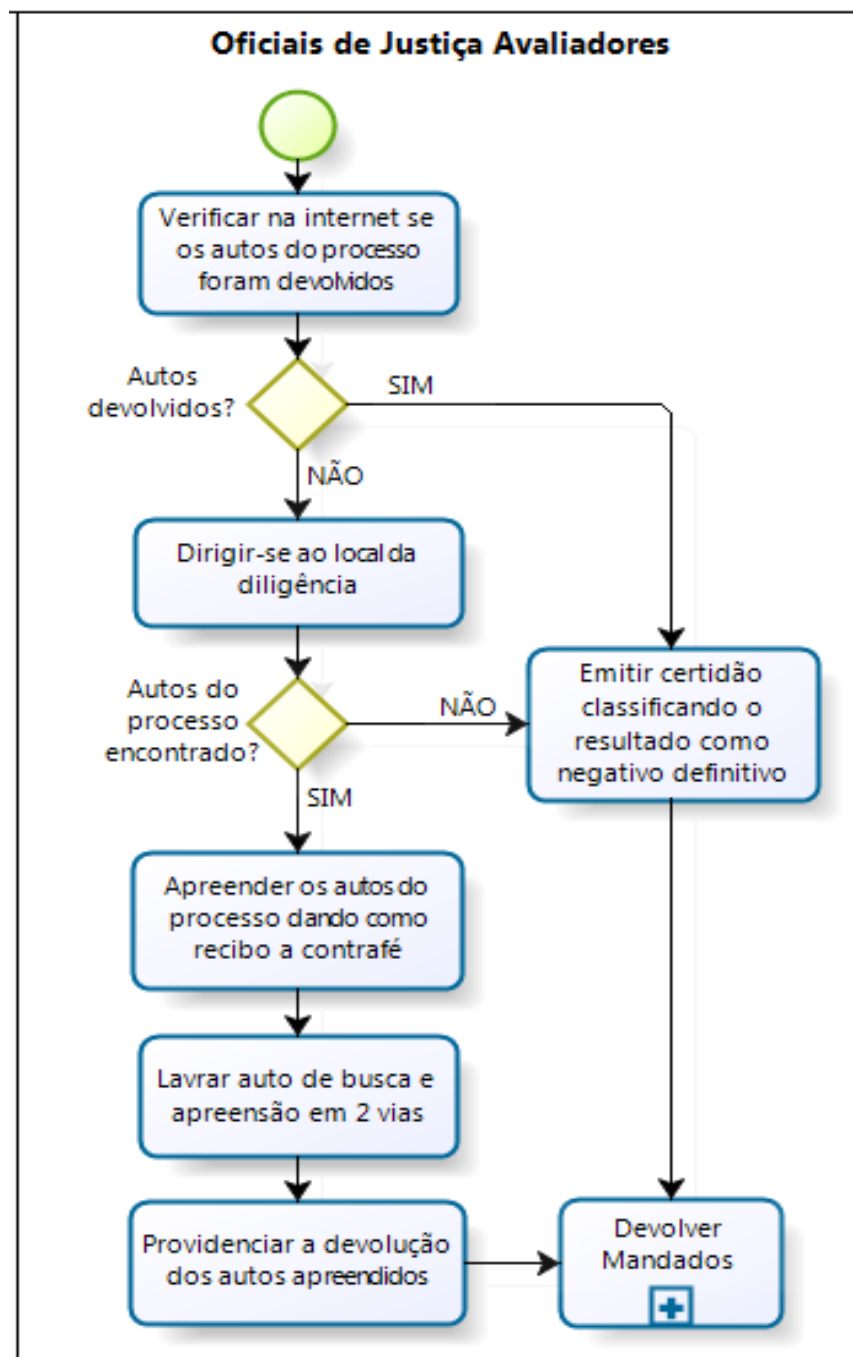 Oficiais de Justiça Avaliadores
Verificar na internet se
os autos do processo
foram devolvidos
Autos
devolvidos?
SIM
NÃO
Dirigir-se ao local da
diligência
Autos do
processo
encontrado?
NÃO
SIM
Emitir certidão
classificando o
resultado como
negativo definitivo
Apreender os autos do
processo dando como
recibo a contrafé
Lavrar auto de busca e
apreensão em 2 vias
Providenciar a devolução
dos autos apreendidos
Devolver
Mandados